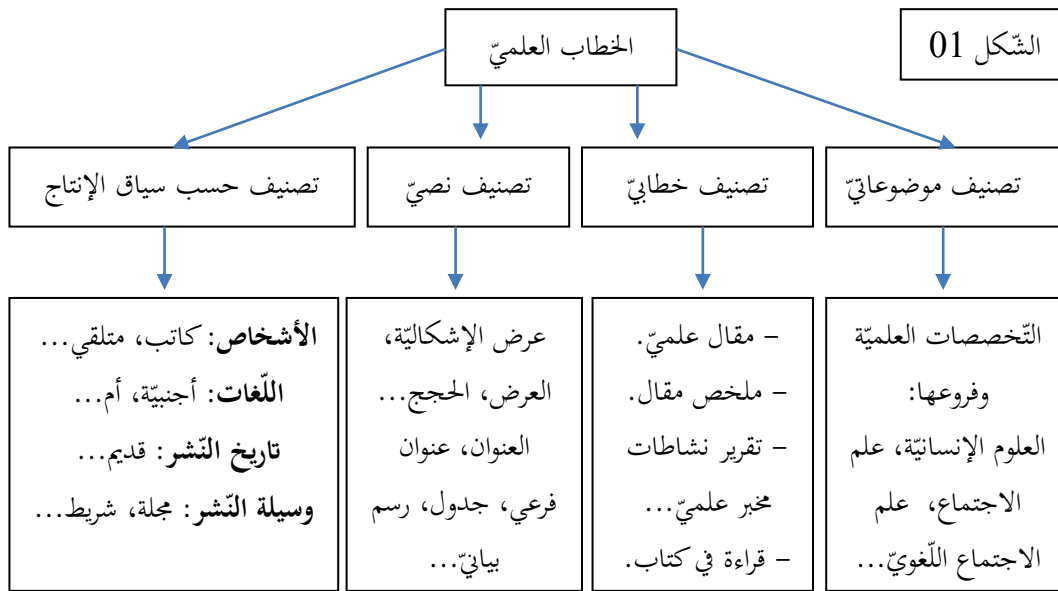 الشّكل 01
الخطاب العلميّ
تصنيف موضوعاتيّ
تصنيف خطابيّ
تصنيف نصيّ
تصنيف حسب سياق الإنتاج
التّخصصات العلميّة
وفروعها:
العلوم الإنسانيّة، علم
الاجتماع، علم
الاجتماع اللّغويّ...
– مقال علميّ.
– ملخص مقال.
– تقرير نشاطات
مخبر علميّ...
– قراءة في كتاب.
عرض الإشكاليّة،
العرض، الحجج...
العنوان، عنوان
فرعي، جدول، رسم
بيانيّ...
الأشخاص: كاتب، متلقي...
اللّغات: أجنبيّة، أم...
تاريخ النّشر: قديم...
وسيلة النّشر: مجلة، شريط...